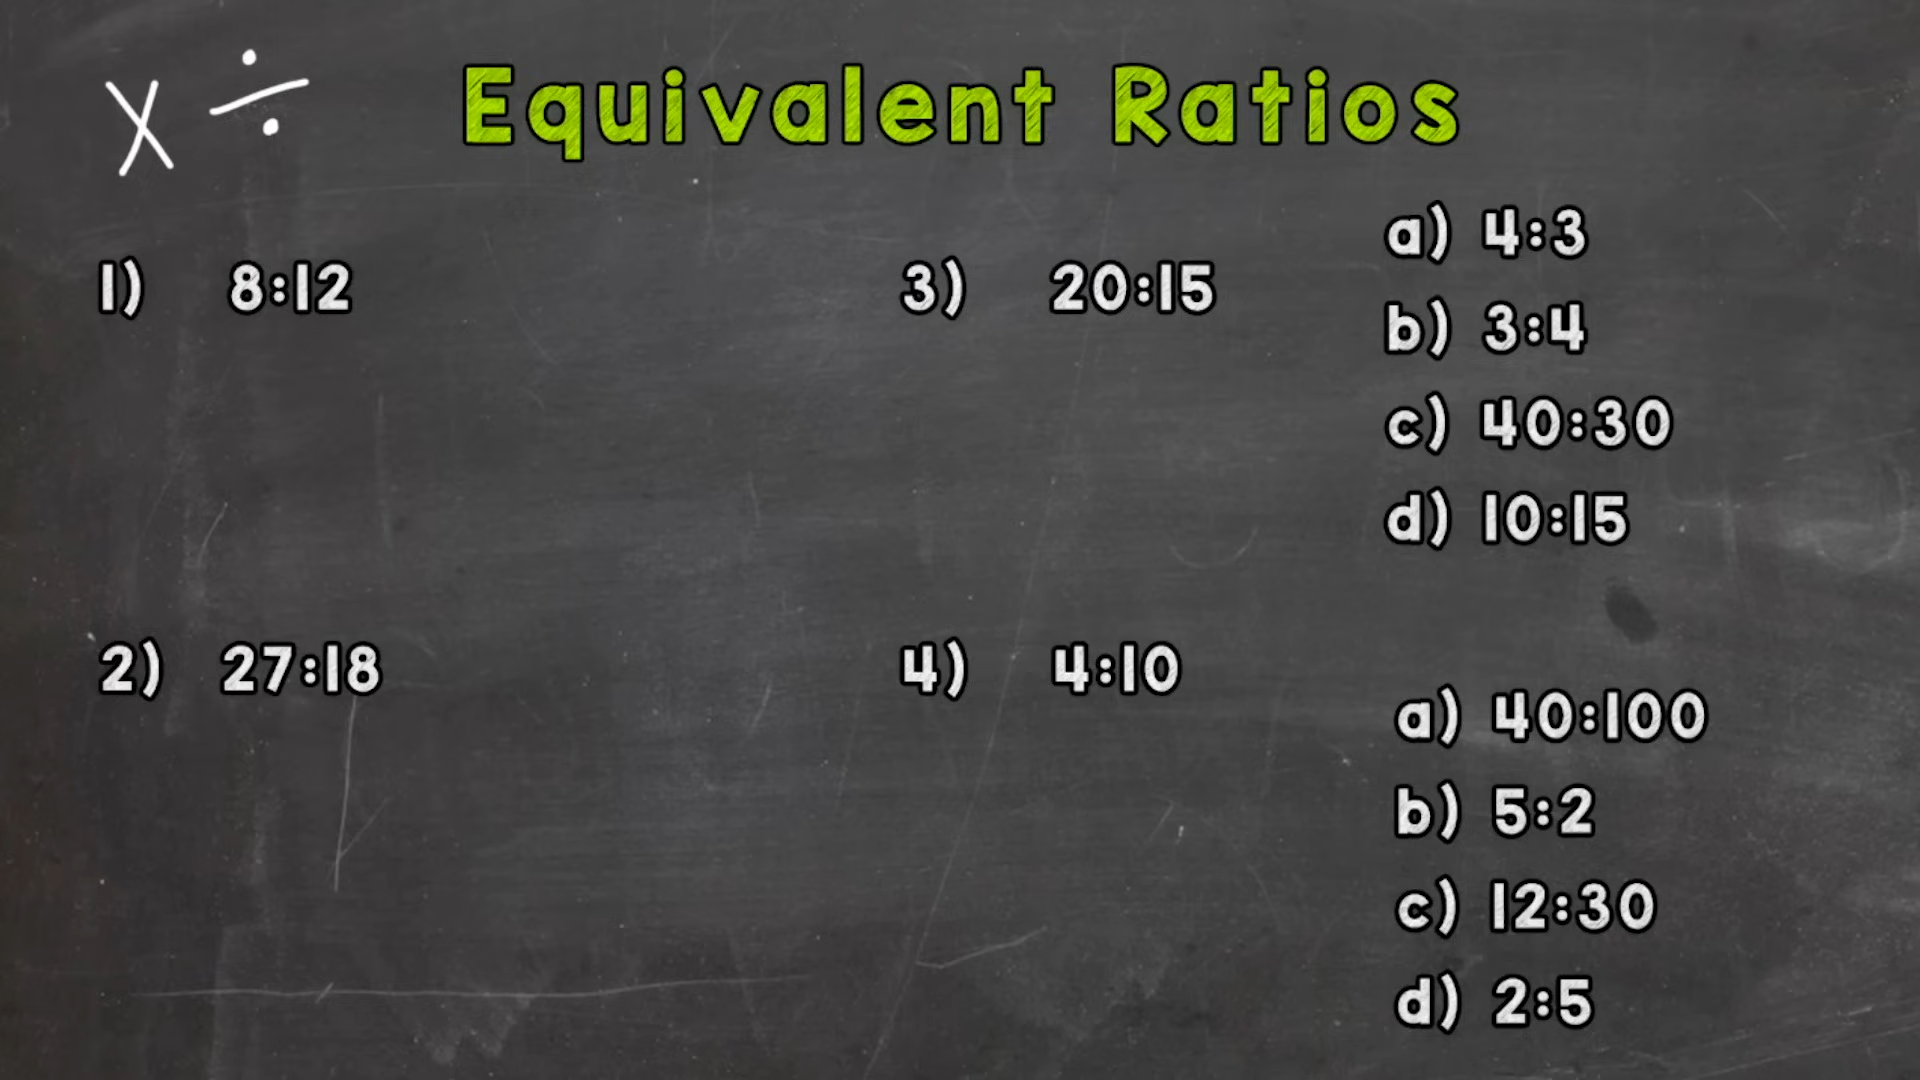 x ÷
Equivalent Ratios
1) 8:12
2) 27:18
3) 20:15
a) 4:3
b) 3:4
c) 40:30
d) 10:15
4) 4:10
a) 40:100
b) 5:2
c) 12:30
d) 2:5